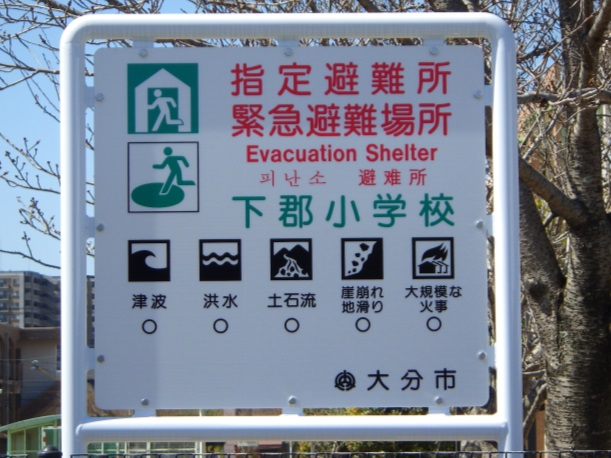 指定避難所
緊急避難場所
Evacuation Shelter
피난소 避难所
下郡小学校
津波 洪水 土石流 崖崩れ 地滑り 大規模な 火事
○ ○ ○ ○ ○
大分市